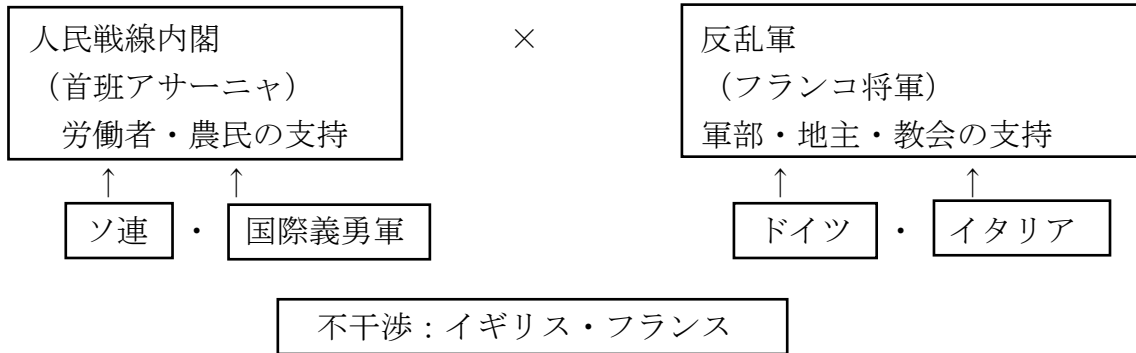 人民戦線内閣
（首班アサーニャ）
労働者・農民の支持
×
反乱軍
（フランコ将軍）
軍部・地主・教会の支持
↑ ↑ ↑ ↑
ソ連 ・ 国際義勇軍
ドイツ ・ イタリア
不干渉：イギリス・フランス